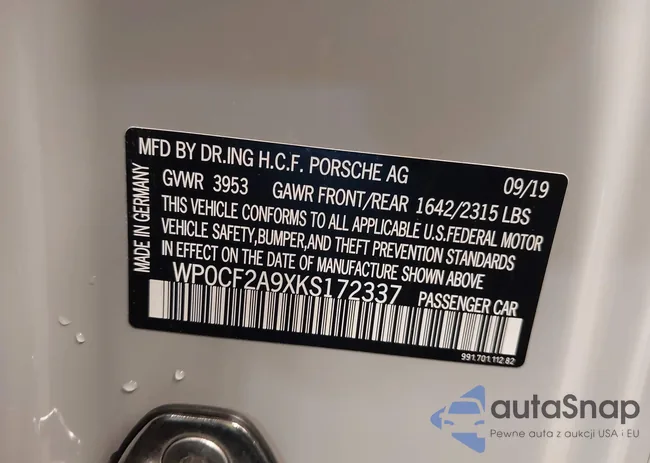 MFD BY DR.ING H.C.F. PORSCHE AG 09/19
GVWR 3953 GAWR FRONT/REAR 1642/2315 LBS
THIS VEHICLE CONFORMS TO ALL APPLICABLE U.S.FEDERAL MOTOR
VEHICLE SAFETY,BUMPER,AND THEFT PREVENTION STANDARDS
IN EFFECT ON THE DATE OF MANUFACTURE SHOWN ABOVE
WP0CF2A9XKS172337 PASSENGER CAR
991.701.112.82
MADE IN GERMANY
autaSnap
Pewne auta z aukcji USA i EU